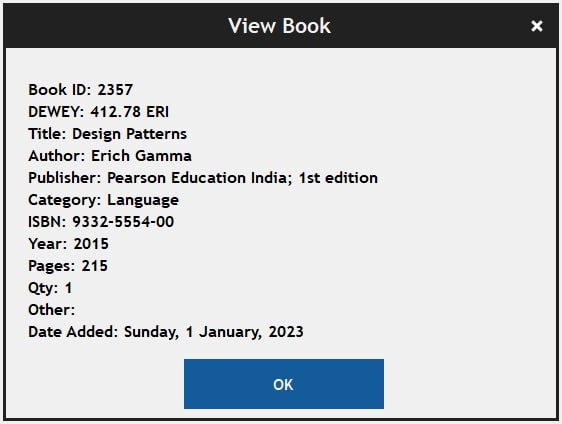 View Book
×
Book ID: 2357
DEWEY: 412.78 ERI
Title: Design Patterns
Author: Erich Gamma
Publisher: Pearson Education India; 1st edition
Category: Language
ISBN: 9332-5554-00
Year: 2015
Pages: 215
Qty: 1
Other:
Date Added: Sunday, 1 January, 2023
OK